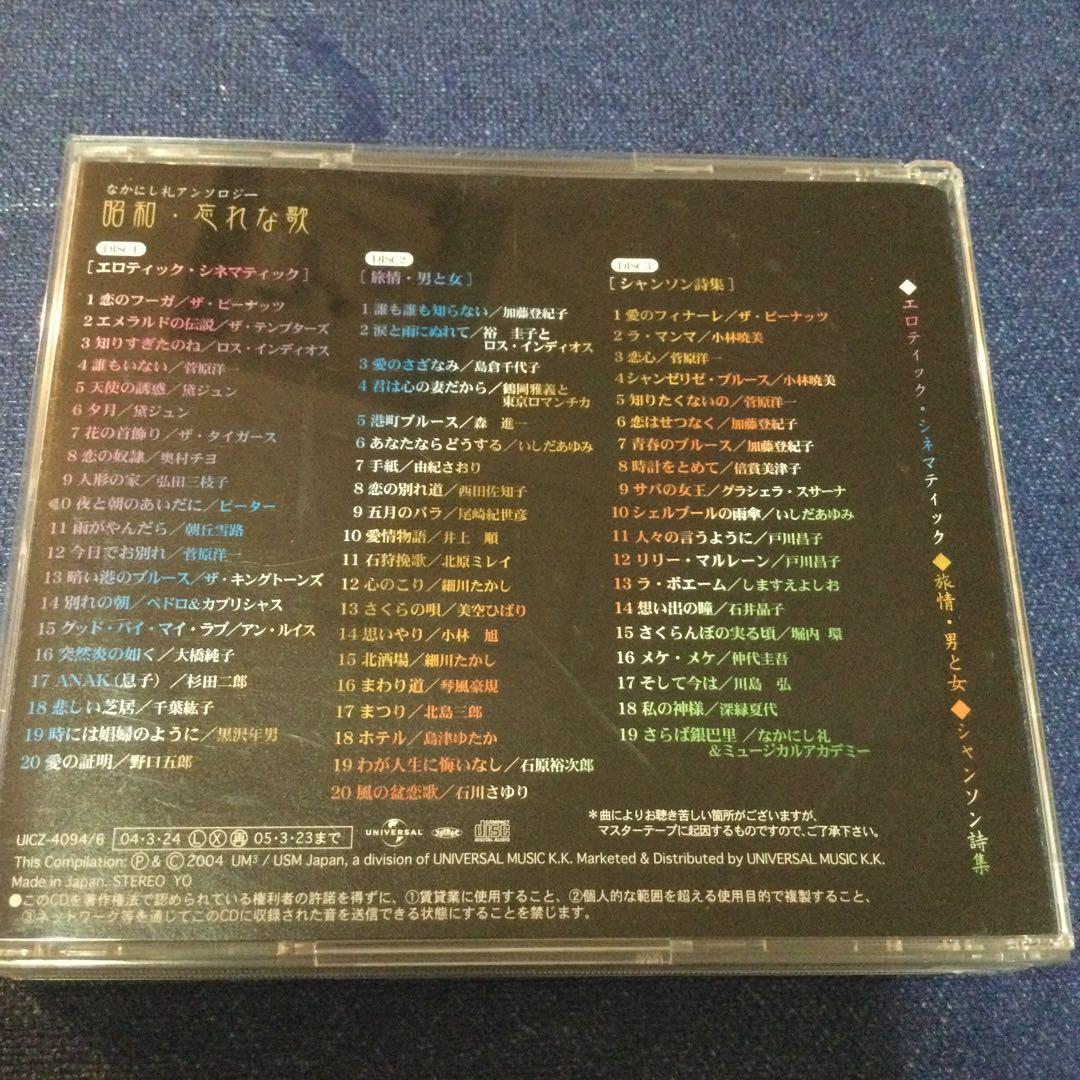 なかにし礼アンソロジー
昭和・忘れな歌
DISC1
[エロティック・シネマティック]
1 恋のフーガ/ザ・ピーナッツ
2 エメラルドの伝説/ザ・テンプターズ
3 知りすぎたのね/ロス・インディオス
4 誰もいない/菅原洋一
5 天使の誘惑/黛ジュン
6 夕月/黛ジュン
7 花の首飾り/ザ・タイガース
8 恋の奴隷/奥村チヨ
9 人形の家/弘田三枝子
10 夜と朝のあいだに/ピーター
11 雨がやんだら/朝丘雪路
12 今日でお別れ/菅原洋一
13 暗い港のブルース/ザ・キングトーンズ
14 別れの朝/ペドロ&カプリシャス
15 グッド・バイ・マイ・ラブ/アン・ルイス
16 突然炎の如く/大橋純子
17 ANAK(息子)/杉田二郎
18 悲しい芝居/千葉紘子
19 時には娼婦のように/黒沢年男
20 愛の証明/野口五郎
DISC2
[旅情・男と女]
1 誰も誰も知らない/加藤登紀子
2 涙と雨にぬれて/裕 圭子と
ロス・インディオス
3 愛のさざなみ/島倉千代子
4 君は心の妻だから/鶴岡雅義と
東京ロマンチカ
5 港町ブルース/森 進一
6 あなたならどうする/いしだあゆみ
7 手紙/由紀さおり
8 恋の別れ道/西田佐知子
9 五月のバラ/尾崎紀世彦
10 愛情物語/井上 順
11 石狩挽歌/北原ミレイ
12 心のこり/細川たかし
13 さくらの唄/美空ひばり
14 思いやり/小林 旭
15 北酒場/細川たかし
16 まわり道/琴風豪規
17 まつり/北島三郎
18 ホテル/島津ゆたか
19 わが人生に悔いなし/石原裕次郎
20 風の盆恋歌/石川さゆり
DISC3
[シャンソン詩集]
1 愛のフィナーレ/ザ・ピーナッツ
2 ラ・マンマ/小林暁美
3 恋心/菅原洋一
4 シャンゼリゼ・ブルース/小林暁美
5 知りたくないの/菅原洋一
6 恋はせつなく/加藤登紀子
7 青春のブルース/加藤登紀子
8 時計をとめて/倍賞美津子
9 サバの女王/グラシェラ・スサーナ
10 シェルブールの雨傘/いしだあゆみ
11 人々の言うように/戸川昌子
12 リリー・マルレーン/戸川昌子
13 ラ・ボエーム/しますえよしお
14 想い出の瞳/石井晶子
15 さくらんぼの実る頃/堀内 環
16 メケ・メケ/仲代圭吾
17 そして今は/川島 弘
18 私の神様/深緑夏代
19 さらば銀巴里/なかにし礼
&ミュージカルアカデミー
◆エロティック・シネマティック◆旅情・男と女◆シャンソン詩集
*曲によりお聴き苦しい箇所がございますが、
マスターテープに起因するものですので、ご了承下さい。
UICZ-4094/6 04・3・24 L X 再 05・3・23まで UNIVERSAL COMPACT disc DIGITAL AUDIO
This Compilation: Ⓟ & © 2004 UM³ / USM Japan, a division of UNIVERSAL MUSIC K.K. Marketed & Distributed by UNIVERSAL MUSIC K.K.
Made in Japan. STEREO YO
●このCDを著作権法で認められている権利者の許諾を得ずに、①賃貸業に使用すること、②個人的な範囲を超える使用目的で複製すること、
③ネットワーク等を通じてこのCDに収録された音を送信できる状態にすることを禁じます。